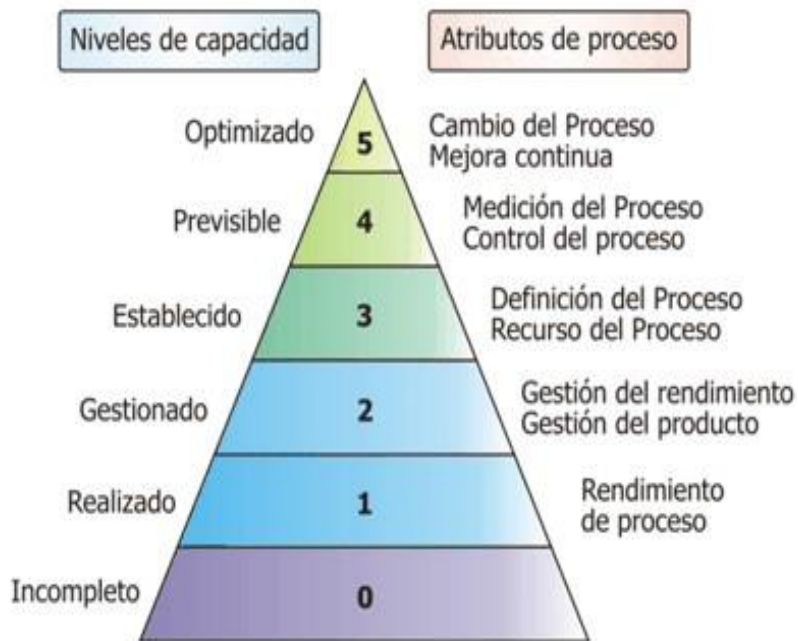 Niveles de capacidad
Atributos de proceso
Optimizado
5
Cambio del Proceso
Mejora continua
Previsible
4
Medición del Proceso
Control del proceso
Establecido
3
Definición del Proceso
Recurso del Proceso
Gestionado
2
Gestión del rendimiento
Gestión del producto
Realizado
1
Rendimiento
de proceso
Incompleto
0